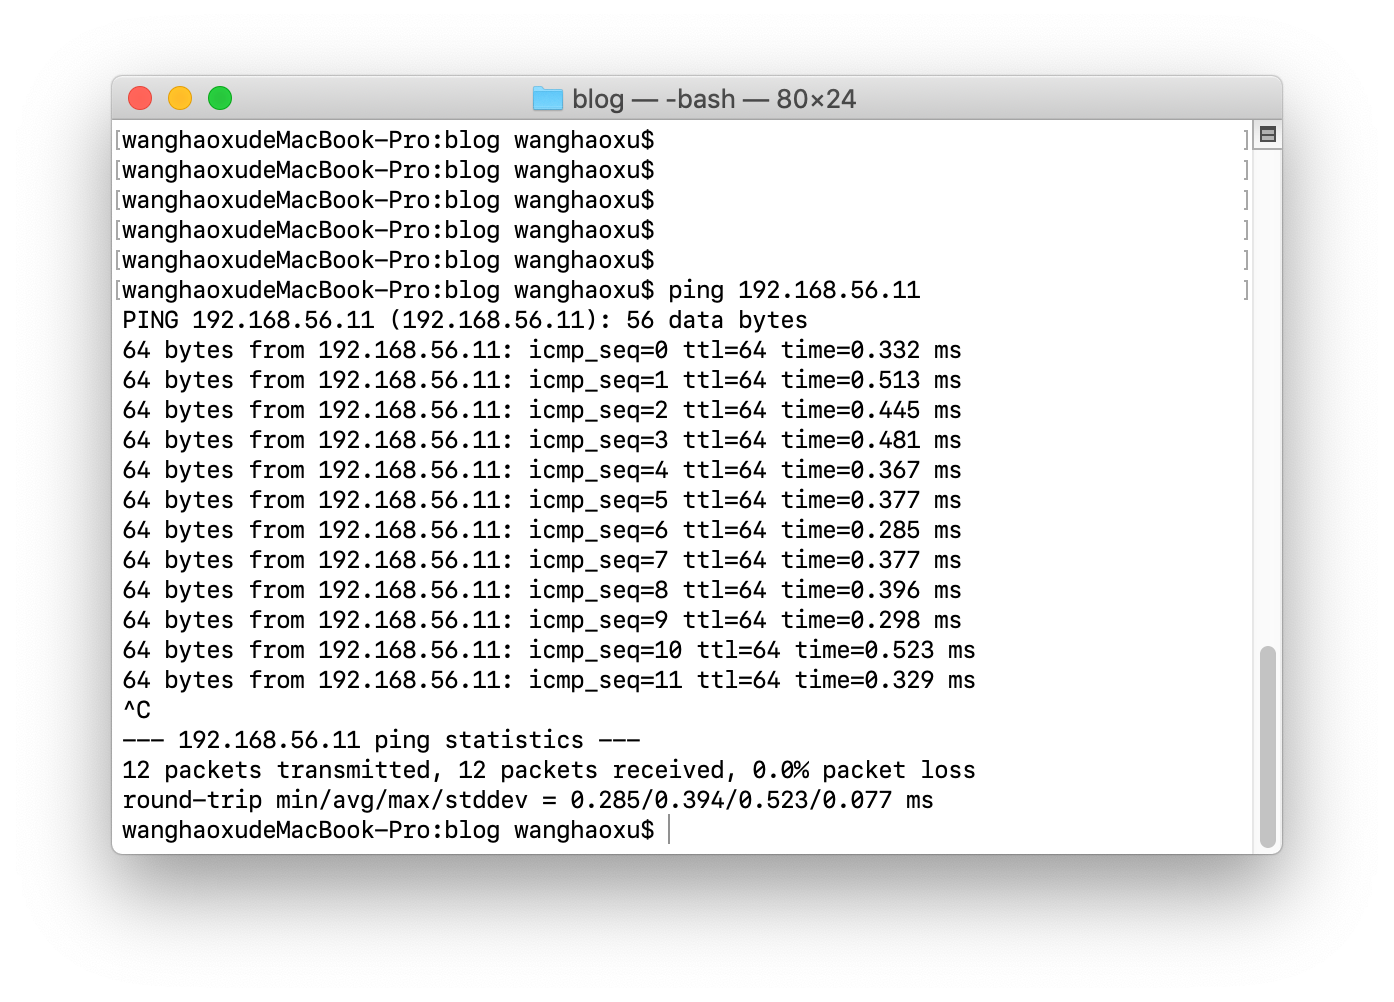 blog — -bash — 80×24
[wanghaoxudeMacBook-Pro:blog wanghaoxu$ ]
[wanghaoxudeMacBook-Pro:blog wanghaoxu$ ]
[wanghaoxudeMacBook-Pro:blog wanghaoxu$ ]
[wanghaoxudeMacBook-Pro:blog wanghaoxu$ ]
[wanghaoxudeMacBook-Pro:blog wanghaoxu$ ]
[wanghaoxudeMacBook-Pro:blog wanghaoxu$ ping 192.168.56.11 ]
PING 192.168.56.11 (192.168.56.11): 56 data bytes
64 bytes from 192.168.56.11: icmp_seq=0 ttl=64 time=0.332 ms
64 bytes from 192.168.56.11: icmp_seq=1 ttl=64 time=0.513 ms
64 bytes from 192.168.56.11: icmp_seq=2 ttl=64 time=0.445 ms
64 bytes from 192.168.56.11: icmp_seq=3 ttl=64 time=0.481 ms
64 bytes from 192.168.56.11: icmp_seq=4 ttl=64 time=0.367 ms
64 bytes from 192.168.56.11: icmp_seq=5 ttl=64 time=0.377 ms
64 bytes from 192.168.56.11: icmp_seq=6 ttl=64 time=0.285 ms
64 bytes from 192.168.56.11: icmp_seq=7 ttl=64 time=0.377 ms
64 bytes from 192.168.56.11: icmp_seq=8 ttl=64 time=0.396 ms
64 bytes from 192.168.56.11: icmp_seq=9 ttl=64 time=0.298 ms
64 bytes from 192.168.56.11: icmp_seq=10 ttl=64 time=0.523 ms
64 bytes from 192.168.56.11: icmp_seq=11 ttl=64 time=0.329 ms
^C
--- 192.168.56.11 ping statistics ---
12 packets transmitted, 12 packets received, 0.0% packet loss
round-trip min/avg/max/stddev = 0.285/0.394/0.523/0.077 ms
wanghaoxudeMacBook-Pro:blog wanghaoxu$